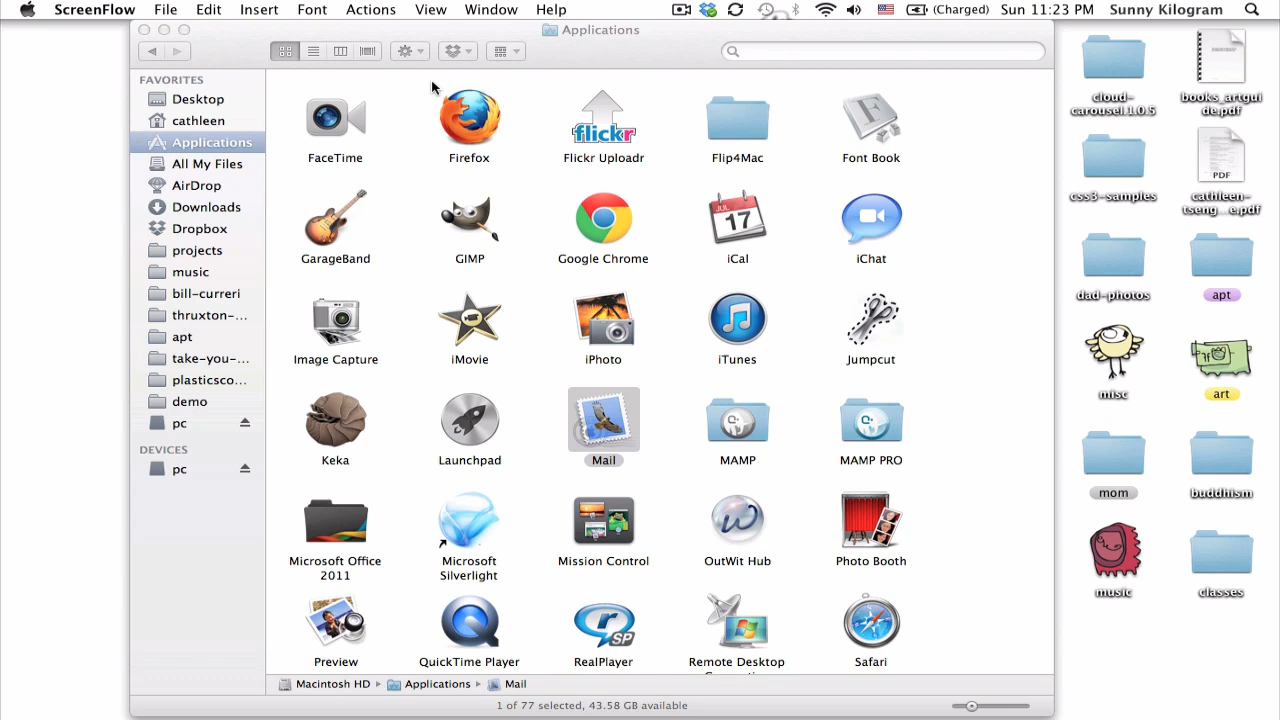 ScreenFlow File Edit Insert Font Actions View Window Help (Charged) Sun 11:23 PM Sunny Kilogram
Applications
FAVORITES
Desktop
cathleen
Applications
All My Files
AirDrop
Downloads
Dropbox
projects
music
bill-curreri
thruxton-...
apt
take-you-...
plasticsco...
demo
pc
DEVICES
pc
FaceTime Firefox Flickr Uploadr Flip4Mac Font Book
flickr
F
GarageBand GIMP Google Chrome iCal iChat
JUL
17
Image Capture iMovie iPhoto iTunes Jumpcut
Keka Launchpad Mail MAMP MAMP PRO
Microsoft Office
2011
Microsoft
Silverlight
Mission Control OutWit Hub Photo Booth
w
Preview QuickTime Player RealPlayer Remote Desktop Safari
r SP
Macintosh HD Applications Mail
1 of 77 selected, 43.58 GB available
cloud-
carousel.1.0.5
books_artgui
de.pdf
css3-samples
PDF
cathleen-
tseng_...e.pdf
dad-photos apt
misc art
mom buddhism
music classes